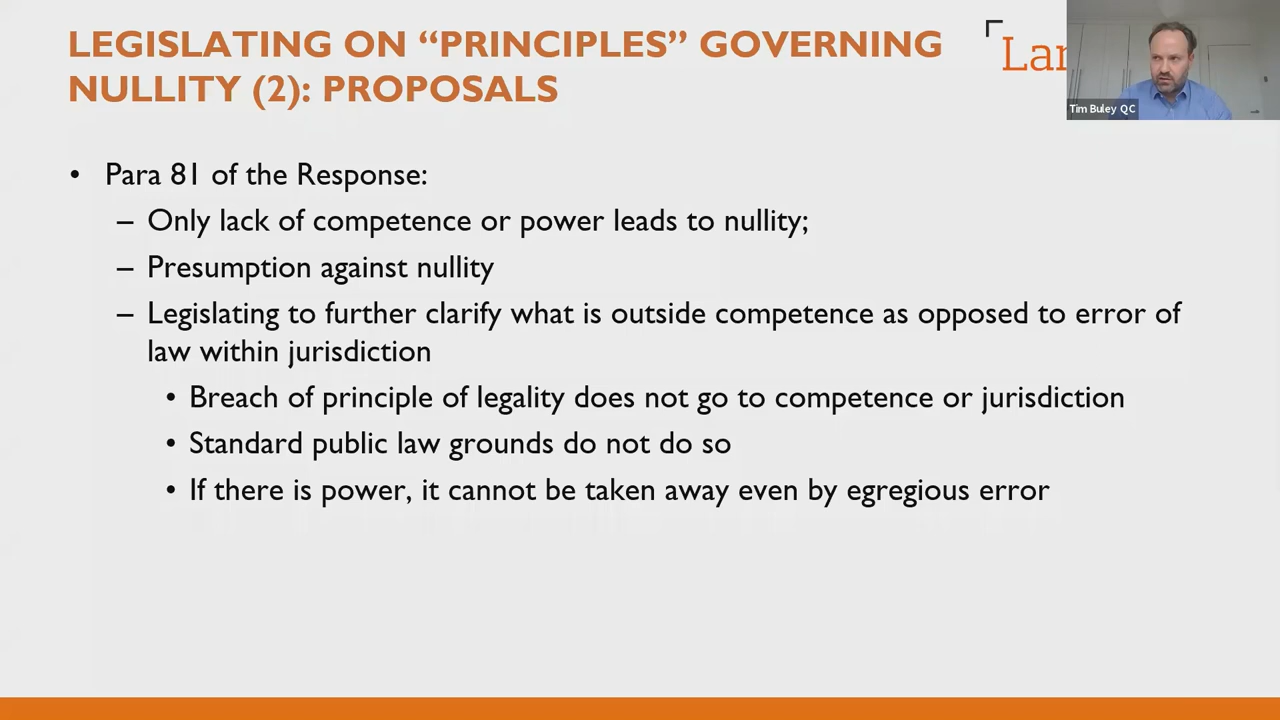 LEGISLATING ON “PRINCIPLES” GOVERNING
NULLITY (2): PROPOSALS
Tim Buley QC
• Para 81 of the Response:
– Only lack of competence or power leads to nullity;
– Presumption against nullity
– Legislating to further clarify what is outside competence as opposed to error of
law within jurisdiction
• Breach of principle of legality does not go to competence or jurisdiction
• Standard public law grounds do not do so
• If there is power, it cannot be taken away even by egregious error